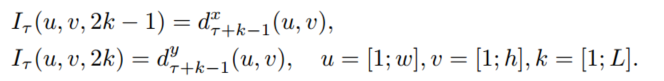 I_τ(u, v, 2k − 1) = d^x_{τ+k−1}(u, v),
I_τ(u, v, 2k) = d^y_{τ+k−1}(u, v), u = [1; w], v = [1; h], k = [1; L].